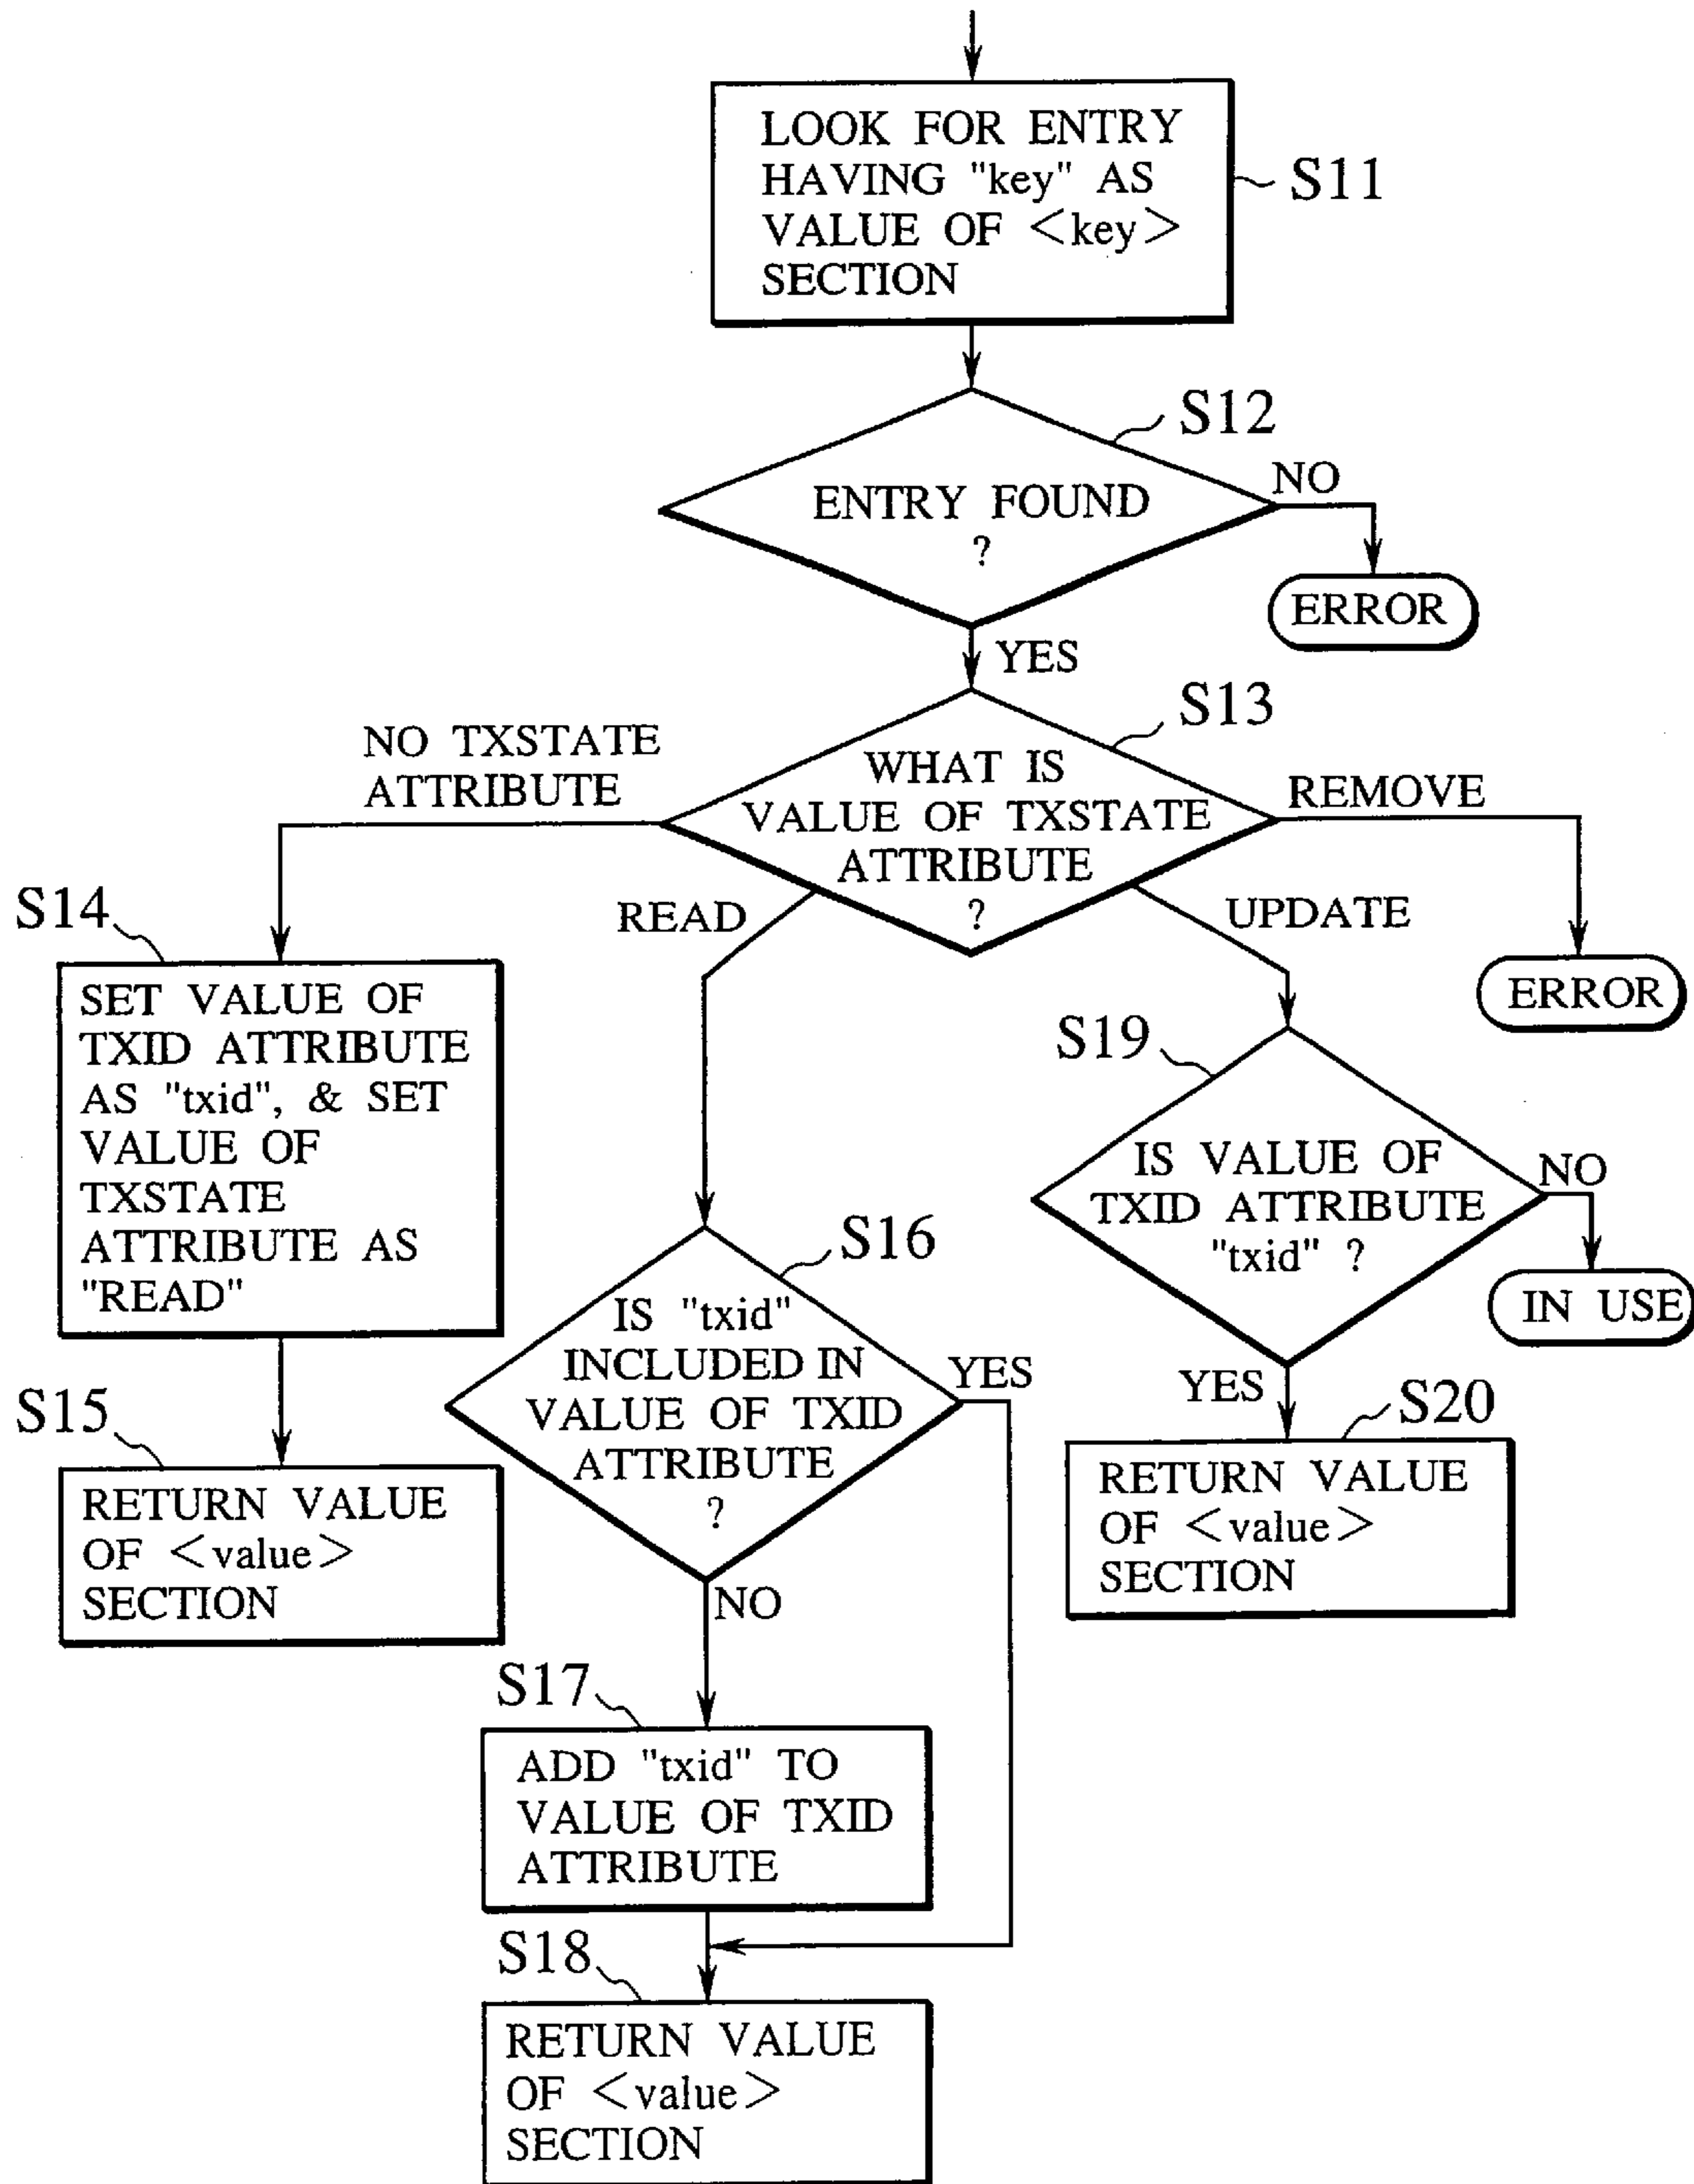 LOOK FOR ENTRY
HAVING "key" AS
VALUE OF <key>
SECTION
S11
S12
ENTRY FOUND
?
NO
ERROR
YES
S13
NO TXSTATE
ATTRIBUTE
WHAT IS
VALUE OF TXSTATE
ATTRIBUTE
?
REMOVE
ERROR
READ
UPDATE
S14
SET VALUE OF
TXID ATTRIBUTE
AS "txid", & SET
VALUE OF
TXSTATE
ATTRIBUTE AS
"READ"
S19
IS VALUE OF
TXID ATTRIBUTE
"txid" ?
NO
IN USE
YES
S16
IS "txid"
INCLUDED IN
VALUE OF TXID
ATTRIBUTE
?
YES
NO
S15
RETURN VALUE
OF <value>
SECTION
S20
RETURN VALUE
OF <value>
SECTION
S17
ADD "txid" TO
VALUE OF TXID
ATTRIBUTE
S18
RETURN VALUE
OF <value>
SECTION